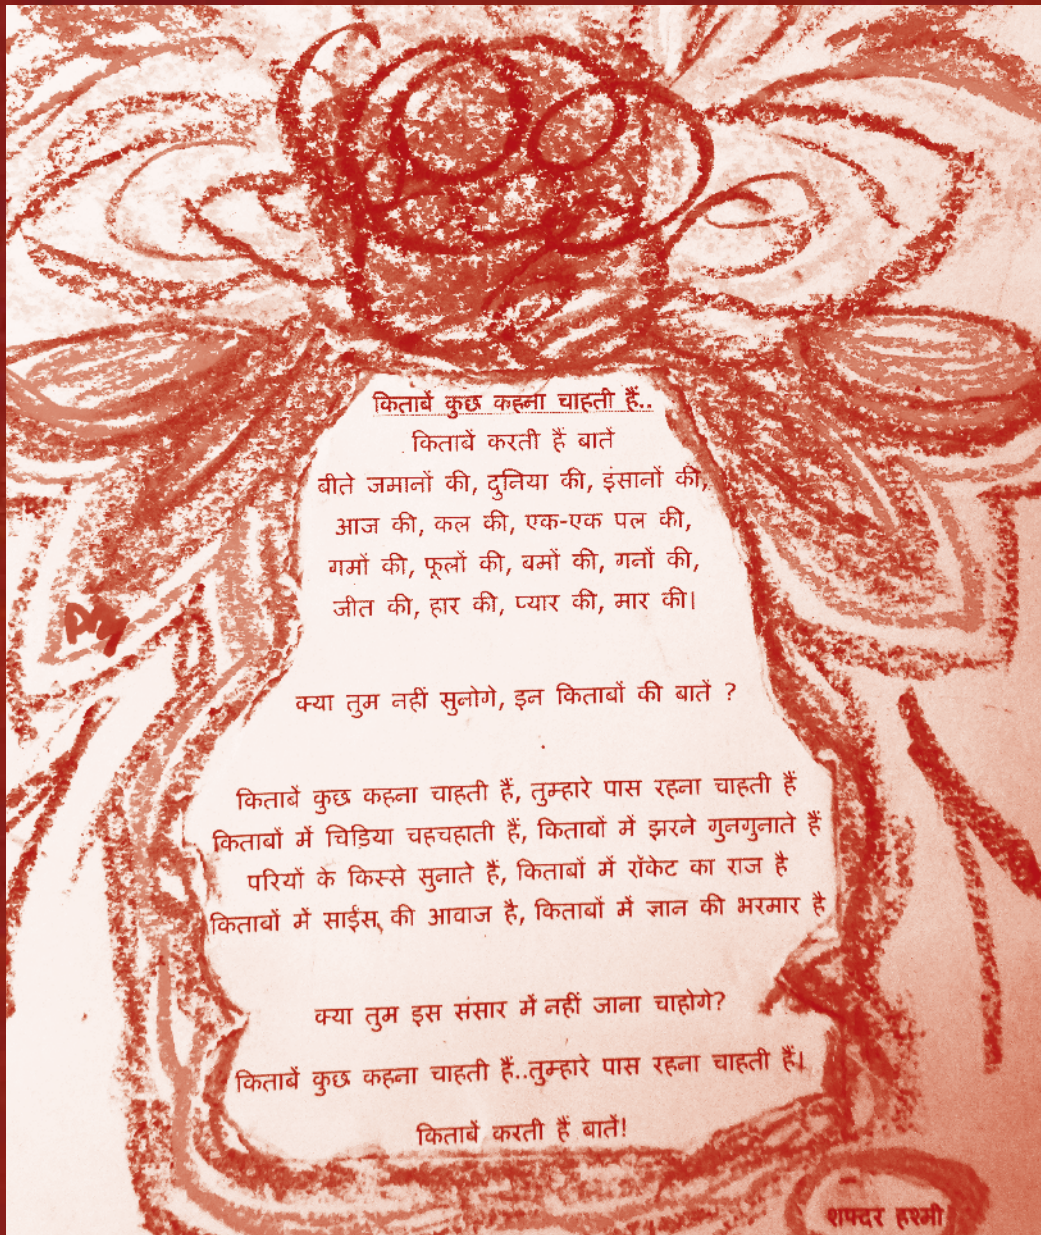 किताबें कुछ कहना चाहती हैं..
किताबें करती हैं बातें
बीते जमानों की, दुनिया की, इंसानों की,
आज की, कल की, एक-एक पल की,
गमों की, फूलों की, बमों की, गनों की,
जीत की, हार की, प्यार की, मार की।
क्या तुम नहीं सुनोगे, इन किताबों की बातें ?
किताबें कुछ कहना चाहती हैं, तुम्हारे पास रहना चाहती हैं
किताबों में चिड़िया चहचहाती हैं, किताबों में झरने गुनगुनाते हैं
परियों के किस्से सुनाते हैं, किताबों में रॉकेट का राज है
किताबों में साईंस की आवाज है, किताबों में ज्ञान की भरमार है
क्या तुम इस संसार में नहीं जाना चाहोगे?
किताबें कुछ कहना चाहती हैं..तुम्हारे पास रहना चाहती हैं।
किताबें करती हैं बातें!
शफ्दर हश्मी